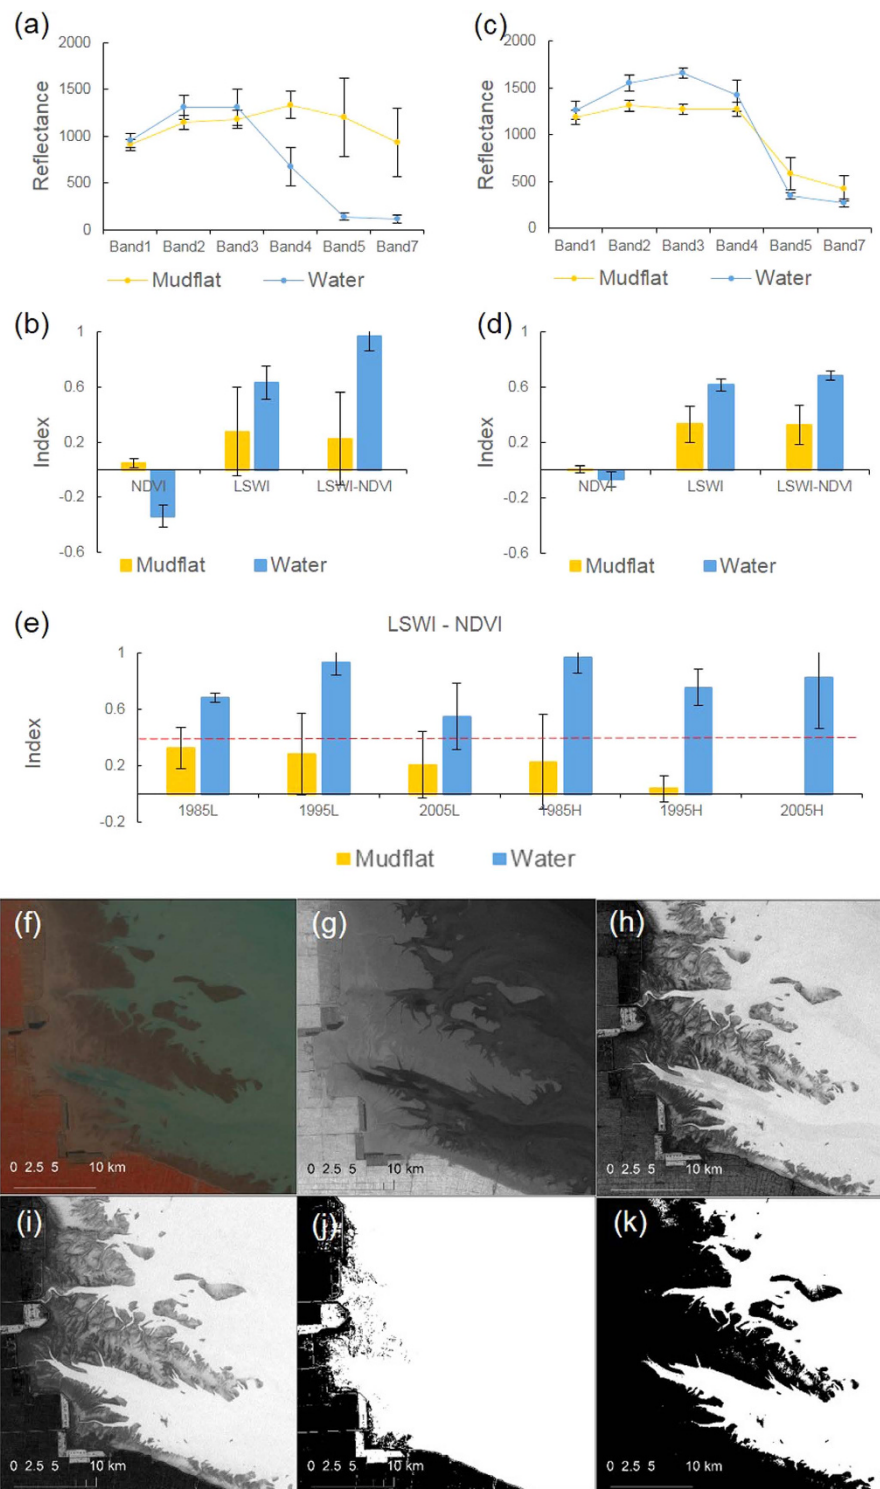 (a)
2000
1500
1000
500
0
Reflectance
Band1 Band2 Band3 Band4 Band5 Band7
Mudflat Water
(c)
2000
1500
1000
500
0
Reflectance
Band1 Band2 Band3 Band4 Band5 Band7
Mudflat Water
(b)
1
0.6
0.2
-0.2
-0.6
Index
NDVI LSWI LSWI-NDVI
Mudflat Water
(d)
1
0.6
0.2
-0.2
-0.6
Index
NDVI LSWI LSWI-NDVI
Mudflat Water
(e)
LSWI - NDVI
1
0.6
0.2
-0.2
Index
1985L 1995L 2005L 1985H 1995H 2005H
Mudflat Water
(f)
0 2.5 5 10 km
(g)
0 2.5 5 10 km
(h)
0 2.5 5 10 km
(i)
0 2.5 5 10 km
(j)
0 2.5 5 10 km
(k)
0 2.5 5 10 km